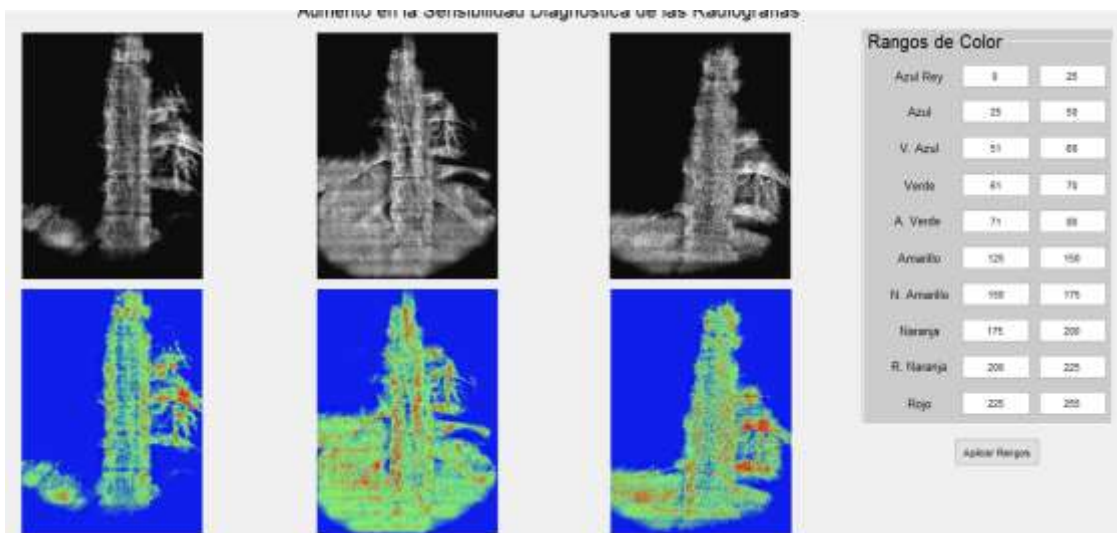 Aumento en la Sensibilidad Diagnostica de las Radiografias
Rangos de Color
Azul Rey 0 25
Azul 25 50
V. Azul 51 60
Verde 61 70
A. Verde 71 80
Amarillo 125 150
N. Amarillo 150 175
Naranja 175 200
R. Naranja 200 225
Rojo 225 255
Aplicar Rangos